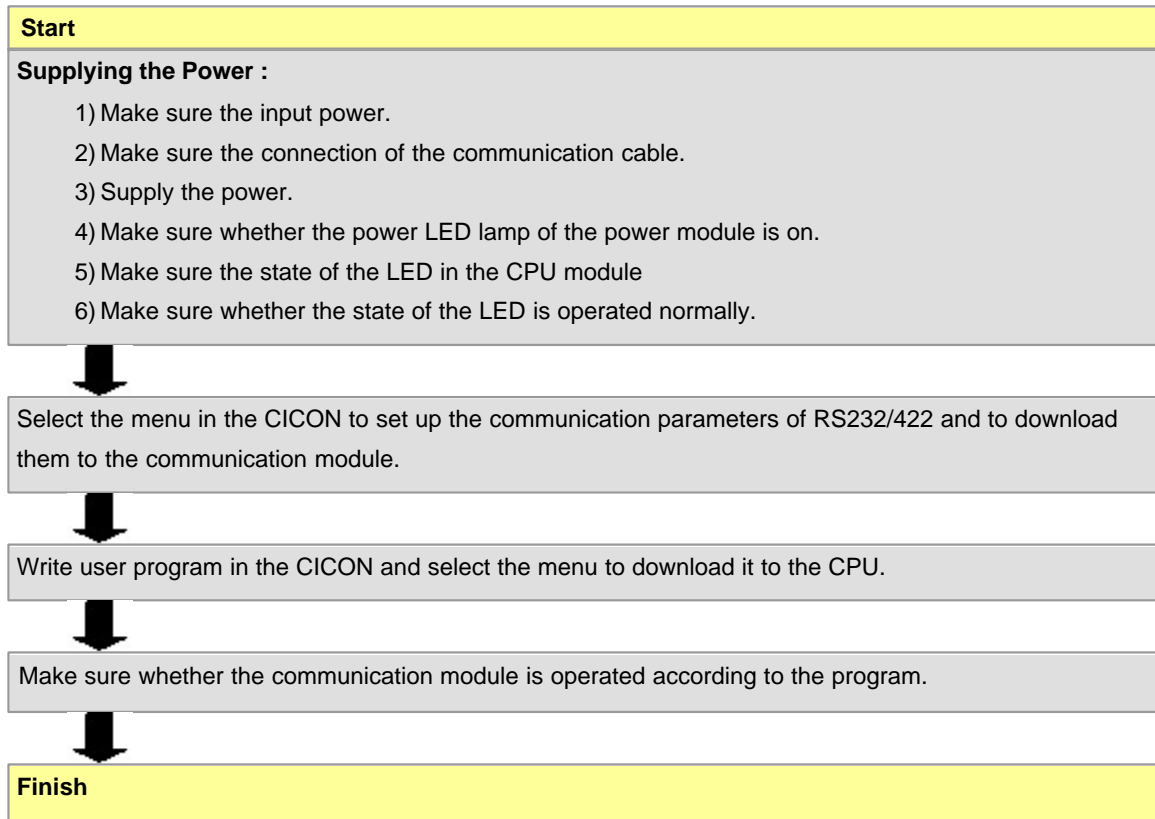 Start
Supplying the Power :
1) Make sure the input power.
2) Make sure the connection of the communication cable.
3) Supply the power.
4) Make sure whether the power LED lamp of the power module is on.
5) Make sure the state of the LED in the CPU module
6) Make sure whether the state of the LED is operated normally.
Select the menu in the CICON to set up the communication parameters of RS232/422 and to download
them to the communication module.
Write user program in the CICON and select the menu to download it to the CPU.
Make sure whether the communication module is operated according to the program.
Finish